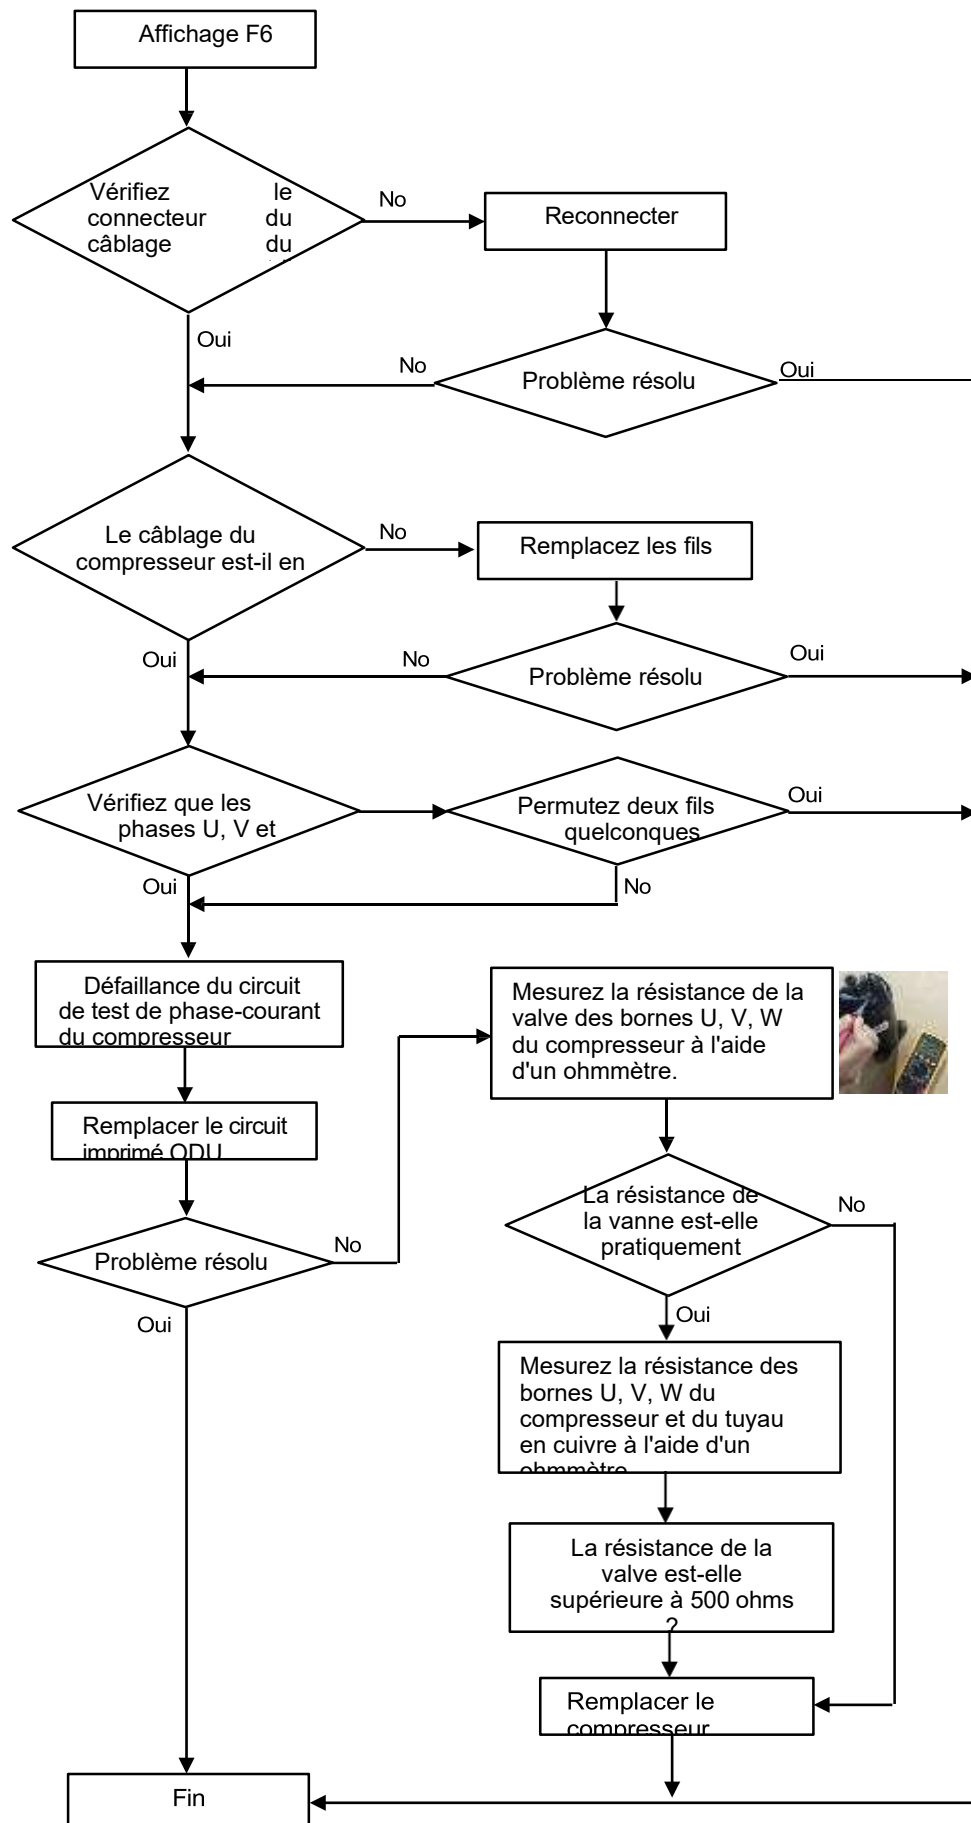 Affichage F6
Vérifiez le
connecteur du
câblage du
No
Reconnecter
Oui
No
Problème résolu
Oui
Le câblage du
compresseur est-il en
No
Remplacez les fils
Oui
No
Problème résolu
Oui
Vérifiez que les
phases U, V et
Permutez deux fils
quelconques
Oui
Oui
No
Défaillance du circuit
de test de phase-courant
du compresseur
Mesurez la résistance de la
valve des bornes U, V, W
du compresseur à l'aide
d'un ohmmètre.
Remplacer le circuit
imprimé ODU
Problème résolu
No
Oui
La résistance de
la vanne est-elle
pratiquement
No
Oui
Mesurez la résistance des
bornes U, V, W du
compresseur et du tuyau
en cuivre à l'aide d'un
ohmmètre
La résistance de la
valve est-elle
supérieure à 500 ohms
?
Remplacer le
compresseur
Fin